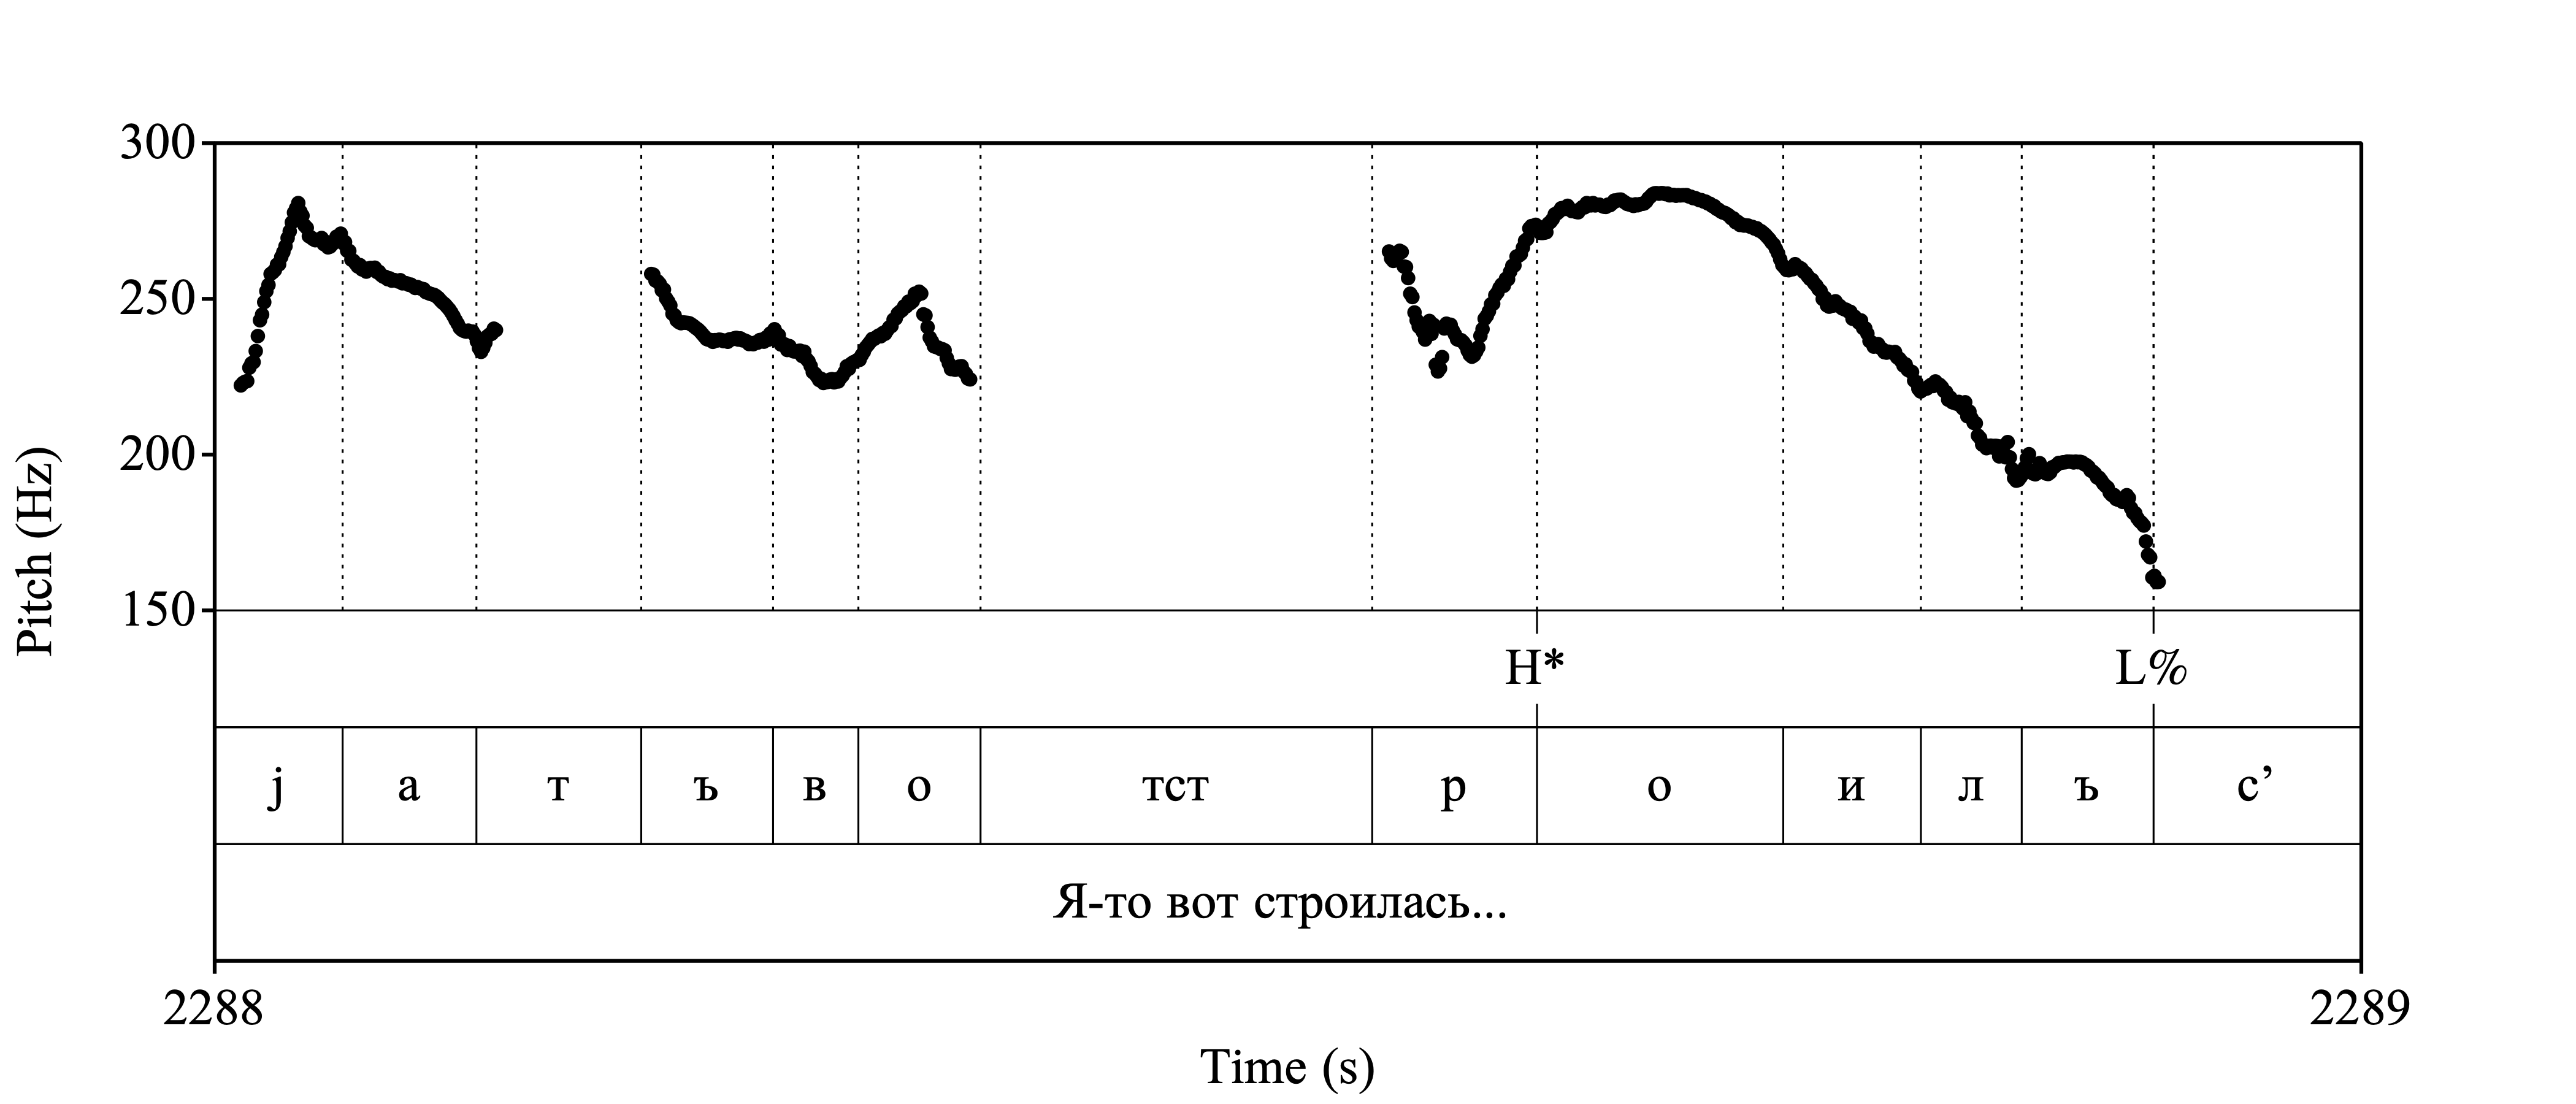 300
250
200
150
Pitch (Hz)
H* L%
ј а т ъ в о тст р о и л ъ с’
Я-то вот строилась...
2288 2289
Time (s)